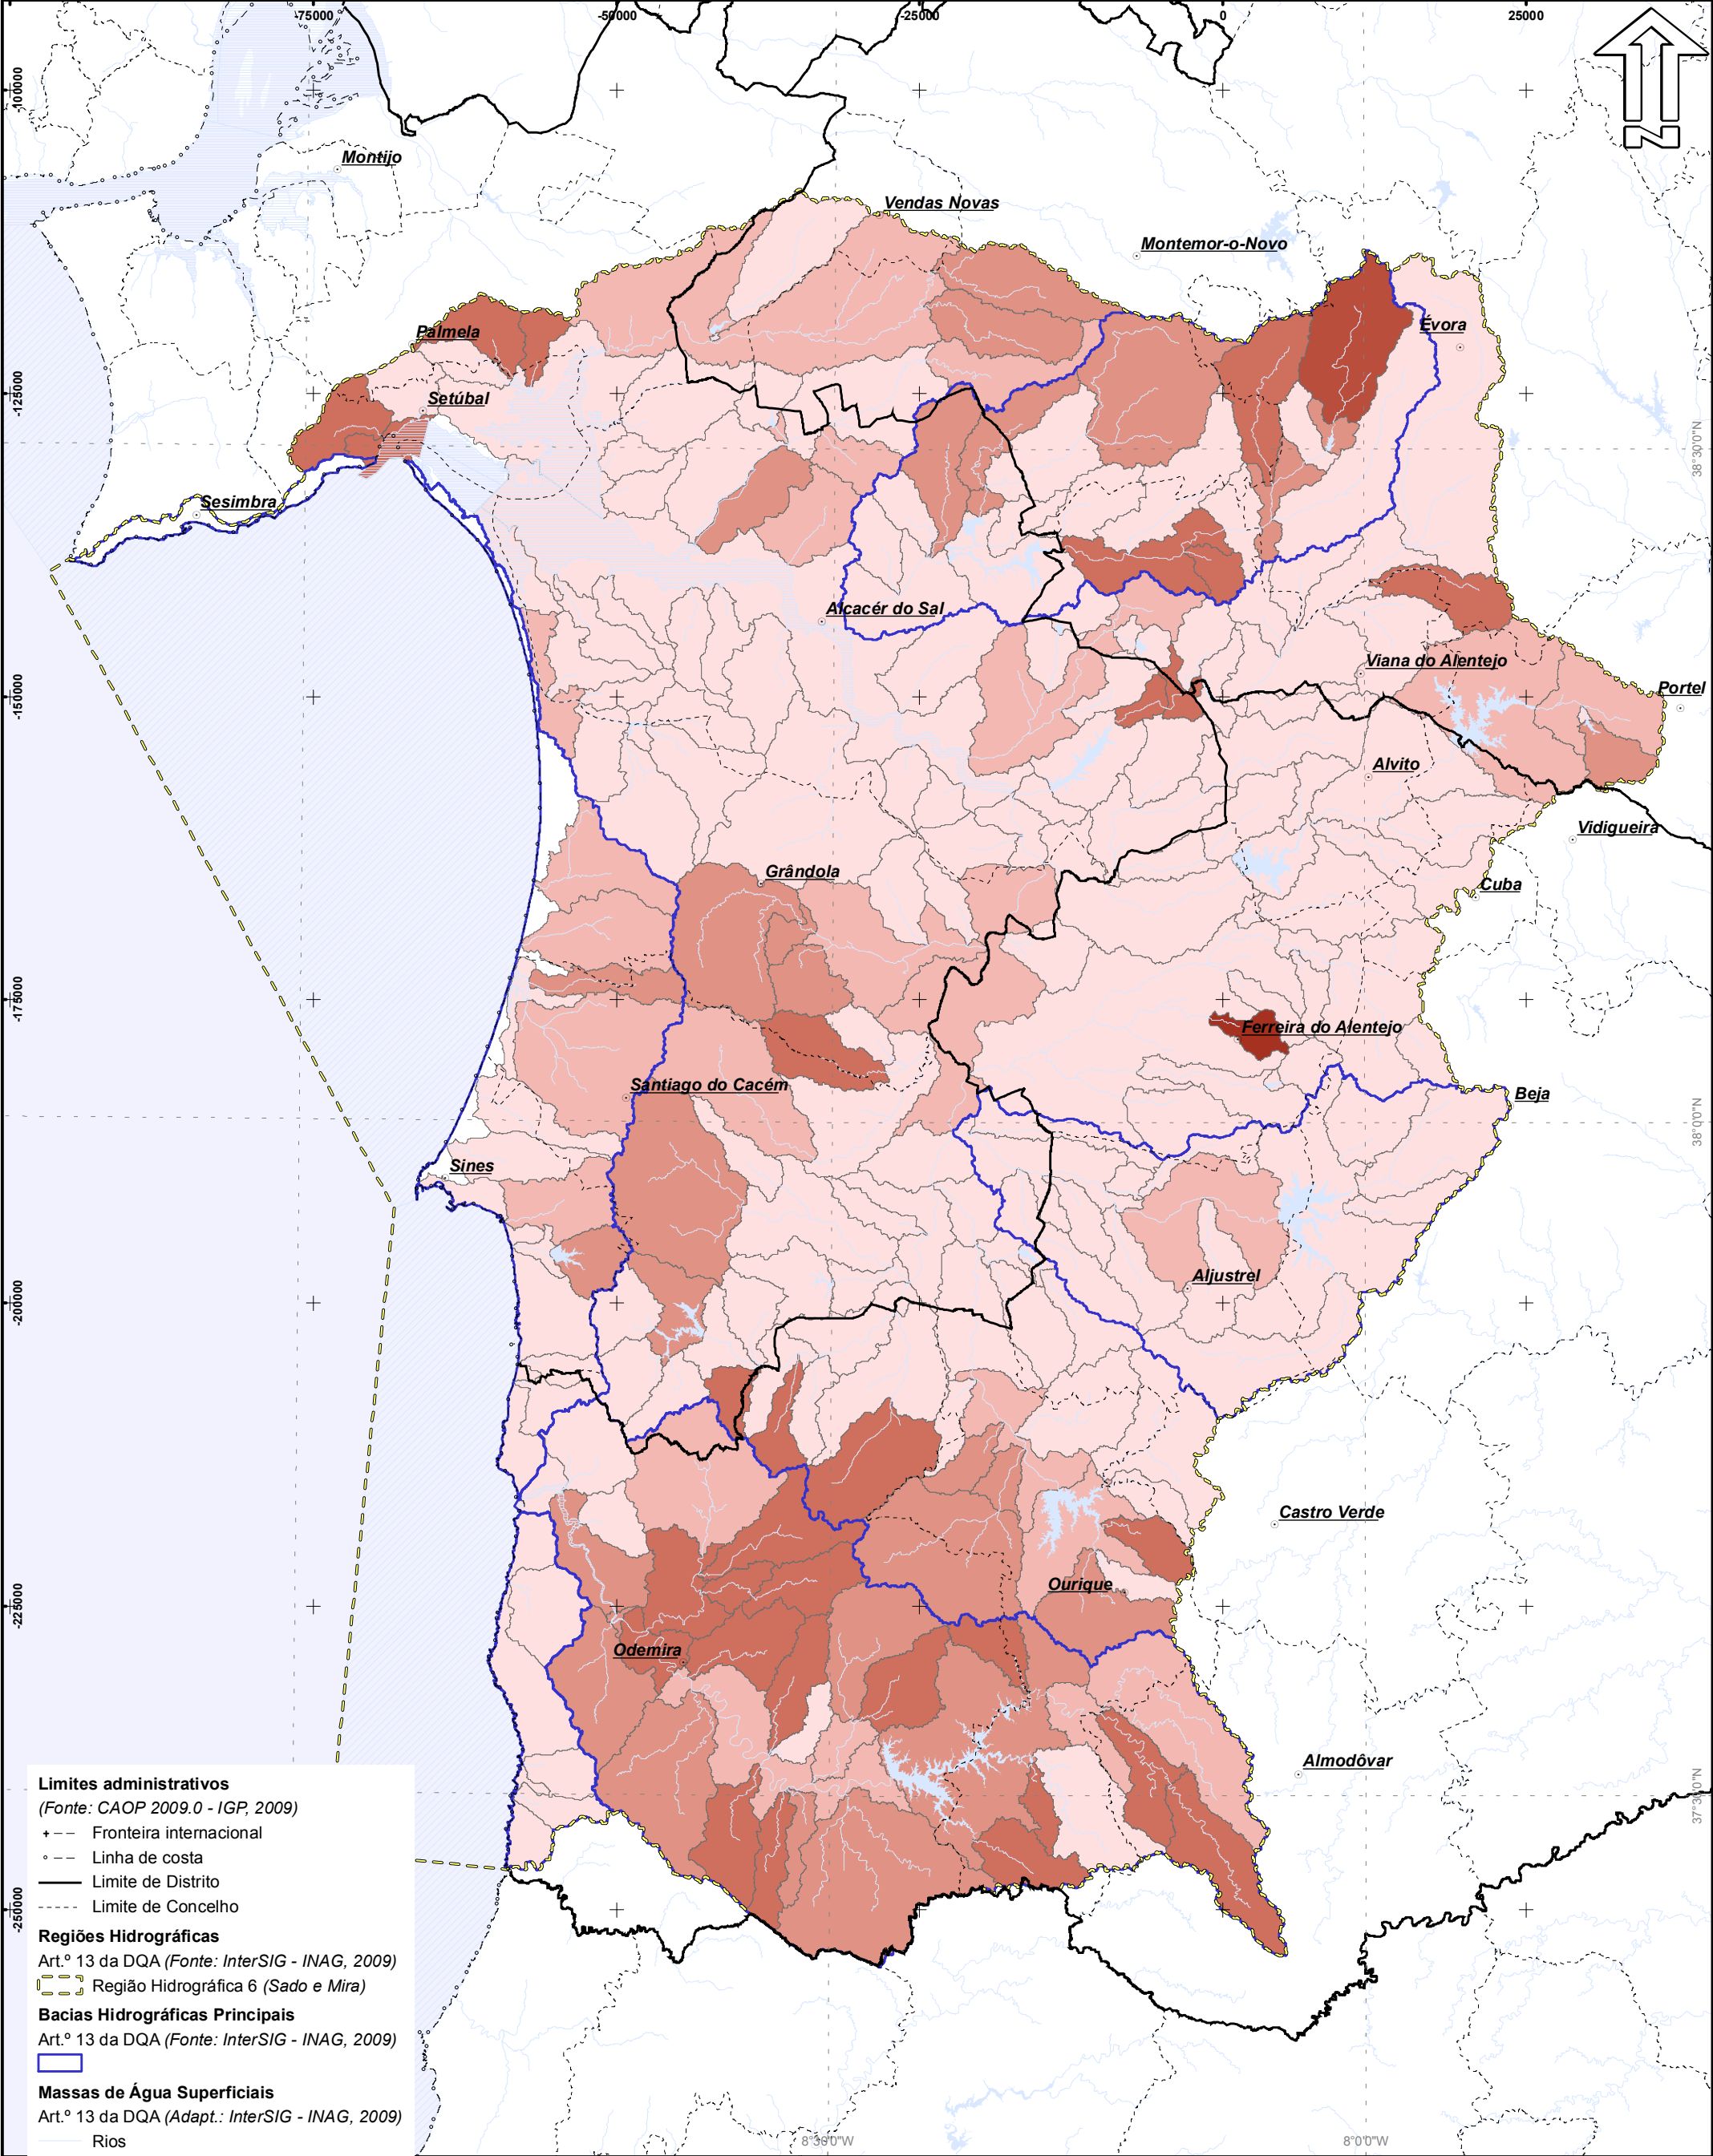 -75000 -50000 -25000 0 25000
-100000
Montijo
Vendas Novas
Montemor-o-Novo
Palmela
Évora
-125000
Setúbal
38°30'0"N
Sesimbra
Alcacér do Sal
Viana do Alentejo
Portel
-150000
Alvito
Vidigueira
Grândola
Cuba
-175000
Ferreira do Alentejo
Santiago do Cacém
Beja
38°0'0"N
Sines
Aljustrel
-200000
Castro Verde
Ourique
-225000
Odemira
Almodôvar
37°30'0"N
-250000
Limites administrativos
(Fonte: CAOP 2009.0 - IGP, 2009)
Fronteira internacional
Linha de costa
Limite de Distrito
Limite de Concelho
Regiões Hidrográficas
Art.º 13 da DQA (Fonte: InterSIG - INAG, 2009)
Região Hidrográfica 6 (Sado e Mira)
Bacias Hidrográficas Principais
Art.º 13 da DQA (Fonte: InterSIG - INAG, 2009)
Massas de Água Superficiais
Art.º 13 da DQA (Adapt.: InterSIG - INAG, 2009)
Rios
8°30'0"W 8°0'0"W
N